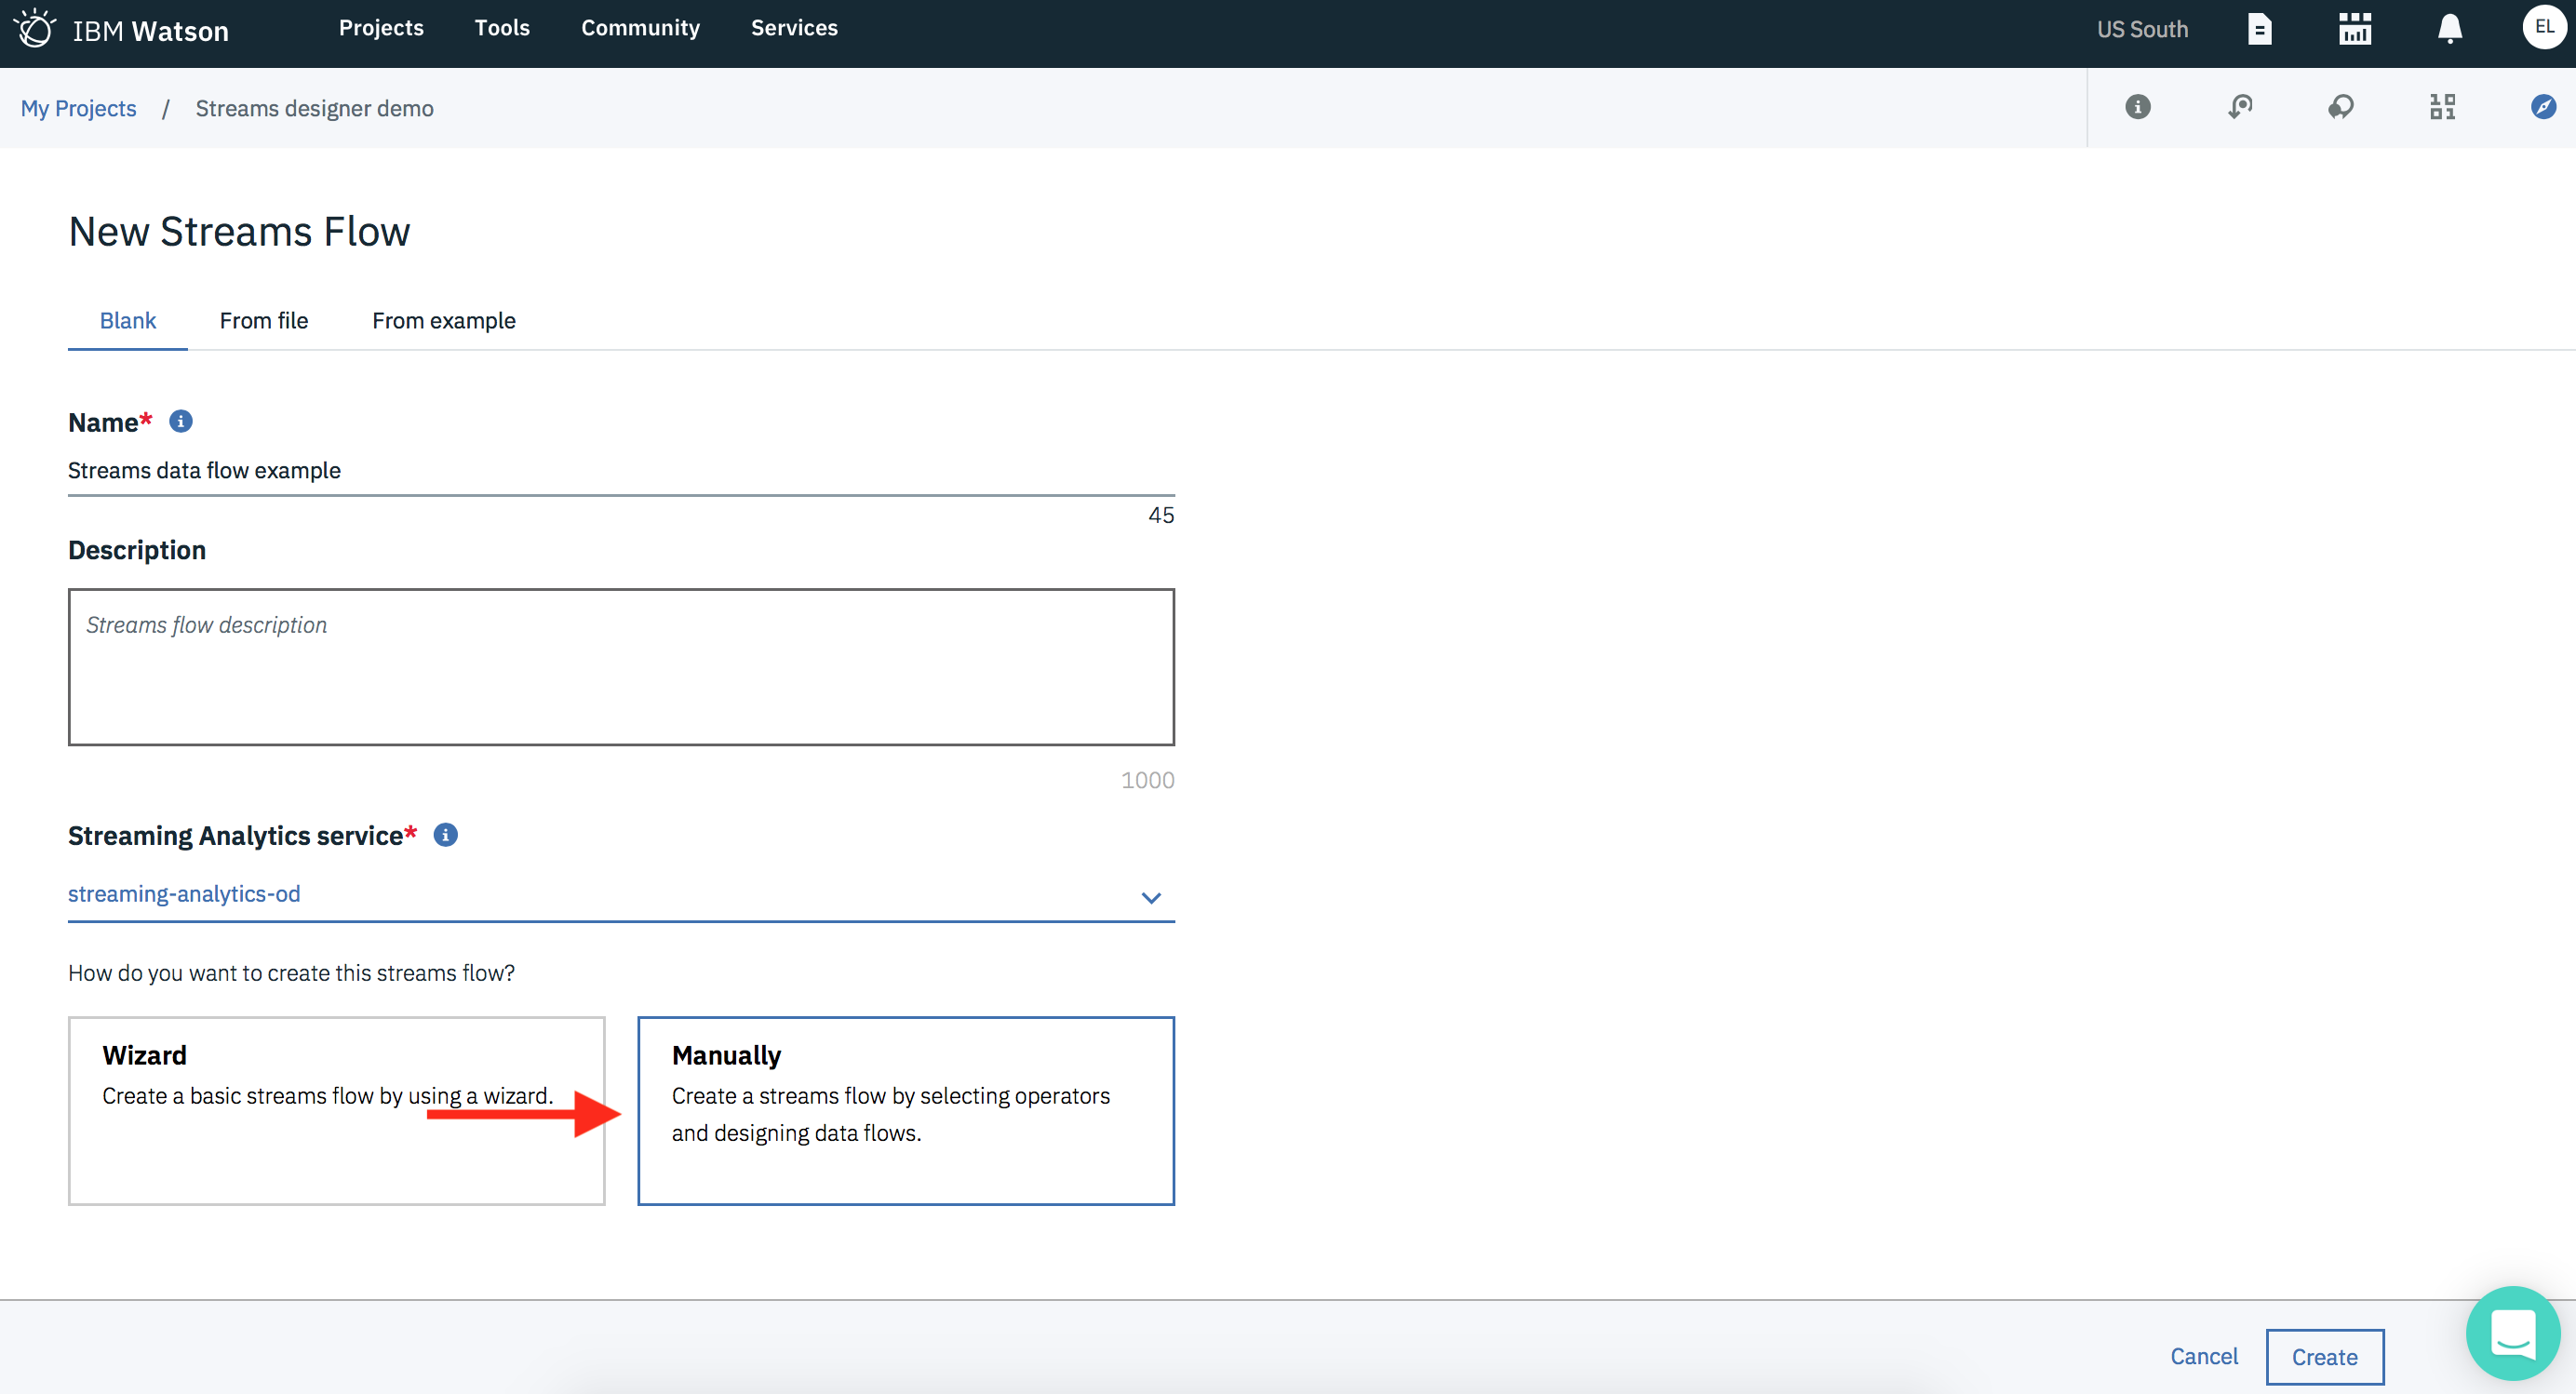 IBM Watson Projects Tools Community Services US South EL
My Projects / Streams designer demo
New Streams Flow
Blank From file From example
Name*
Streams data flow example
45
Description
Streams flow description
1000
Streaming Analytics service*
streaming-analytics-od
How do you want to create this streams flow?
Wizard
Create a basic streams flow by using a wizard.
Manually
Create a streams flow by selecting operators
and designing data flows.
Cancel Create